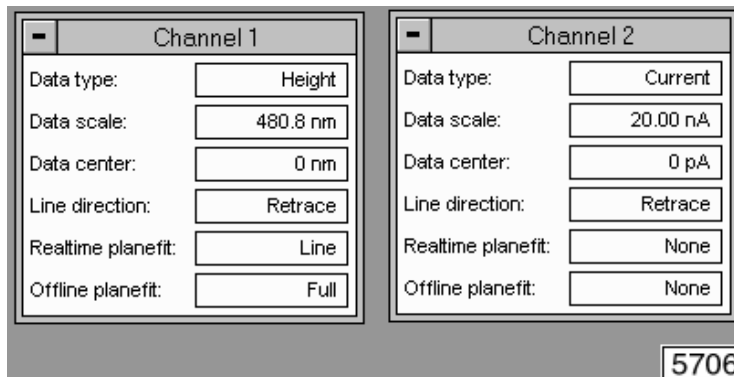 Channel 1
Data type: Height
Data scale: 480.8 nm
Data center: 0 nm
Line direction: Retrace
Realtime planefit: Line
Offline planefit: Full
Channel 2
Data type: Current
Data scale: 20.00 nA
Data center: 0 pA
Line direction: Retrace
Realtime planefit: None
Offline planefit: None
5706